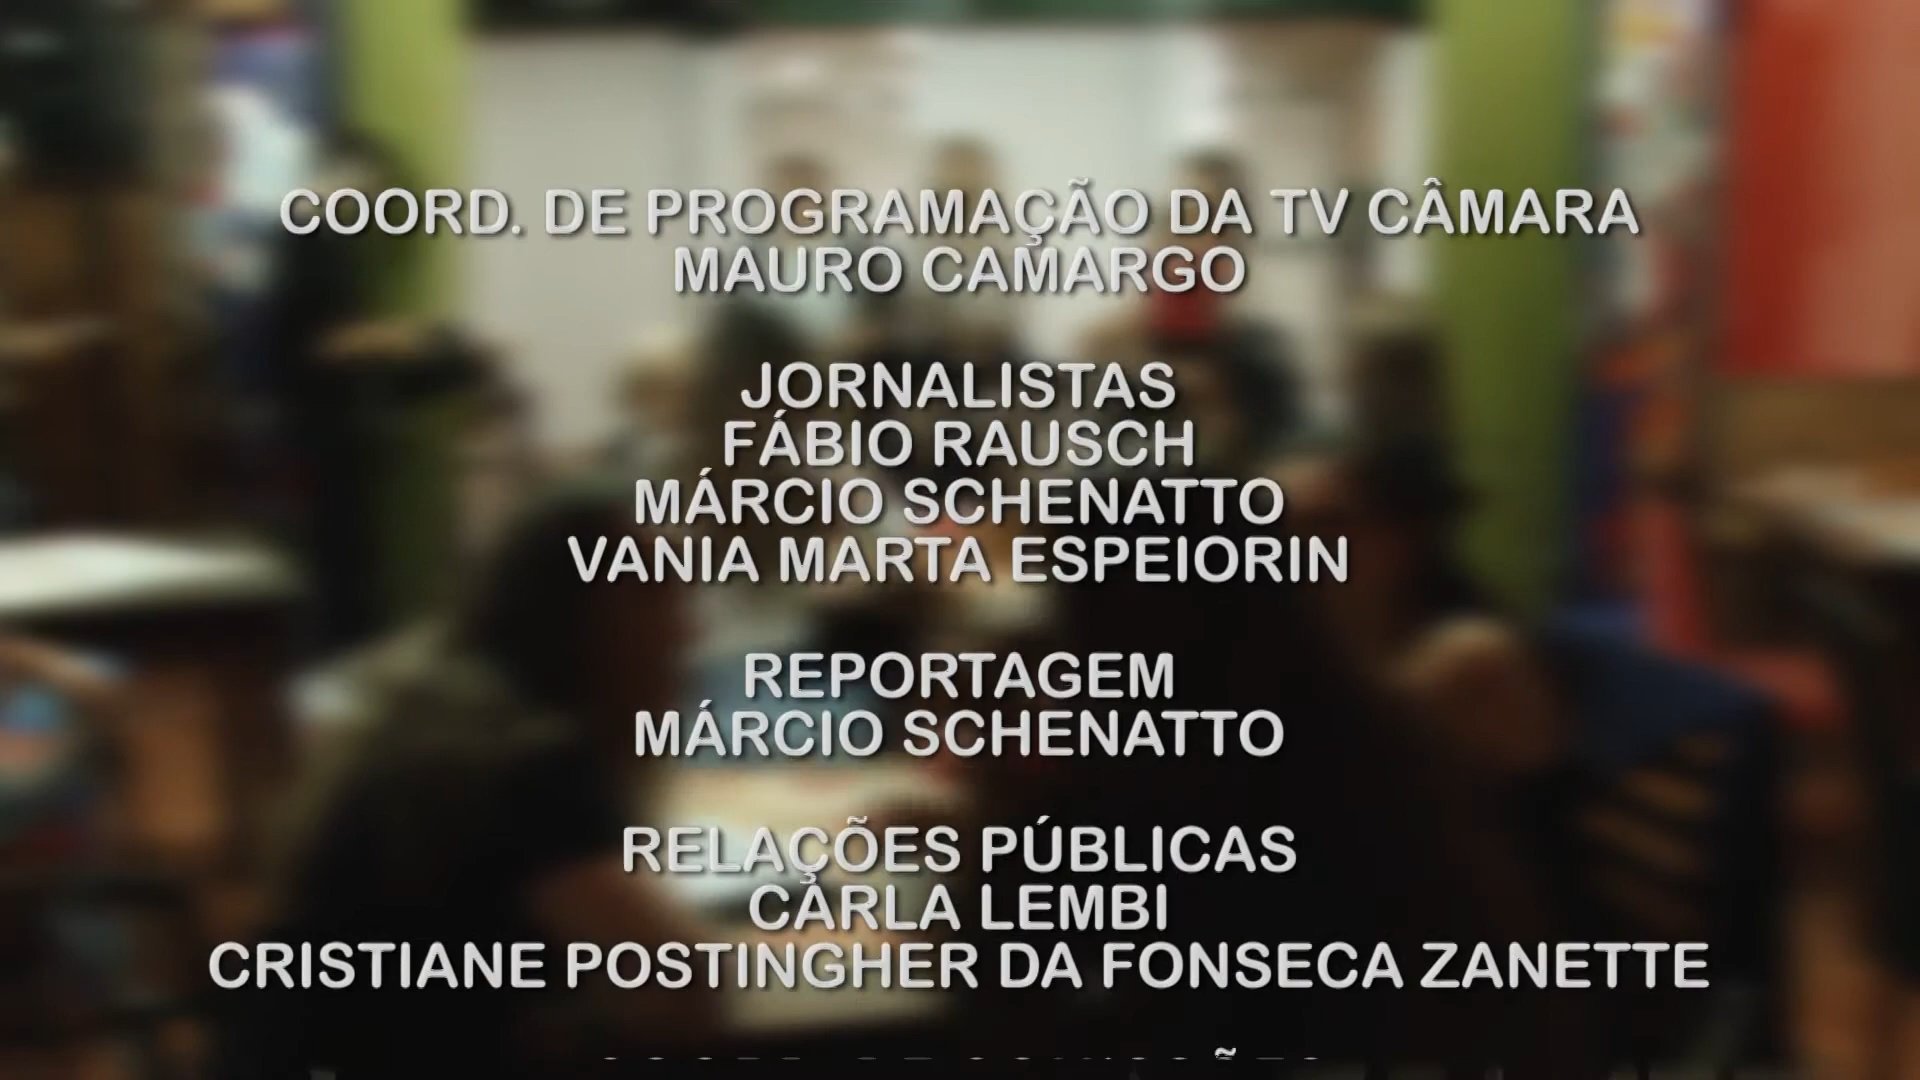 COORD. DE PROGRAMAÇÃO DA TV CÂMARA
MAURO CAMARGO
JORNALISTAS
FÁBIO RAUSCH
MÁRCIO SCHENATTO
VANIA MARTA ESPEIORIN
REPORTAGEM
MÁRCIO SCHENATTO
RELAÇÕES PÚBLICAS
CARLA LEMBI
CRISTIANE POSTINGHER DA FONSECA ZANETTE